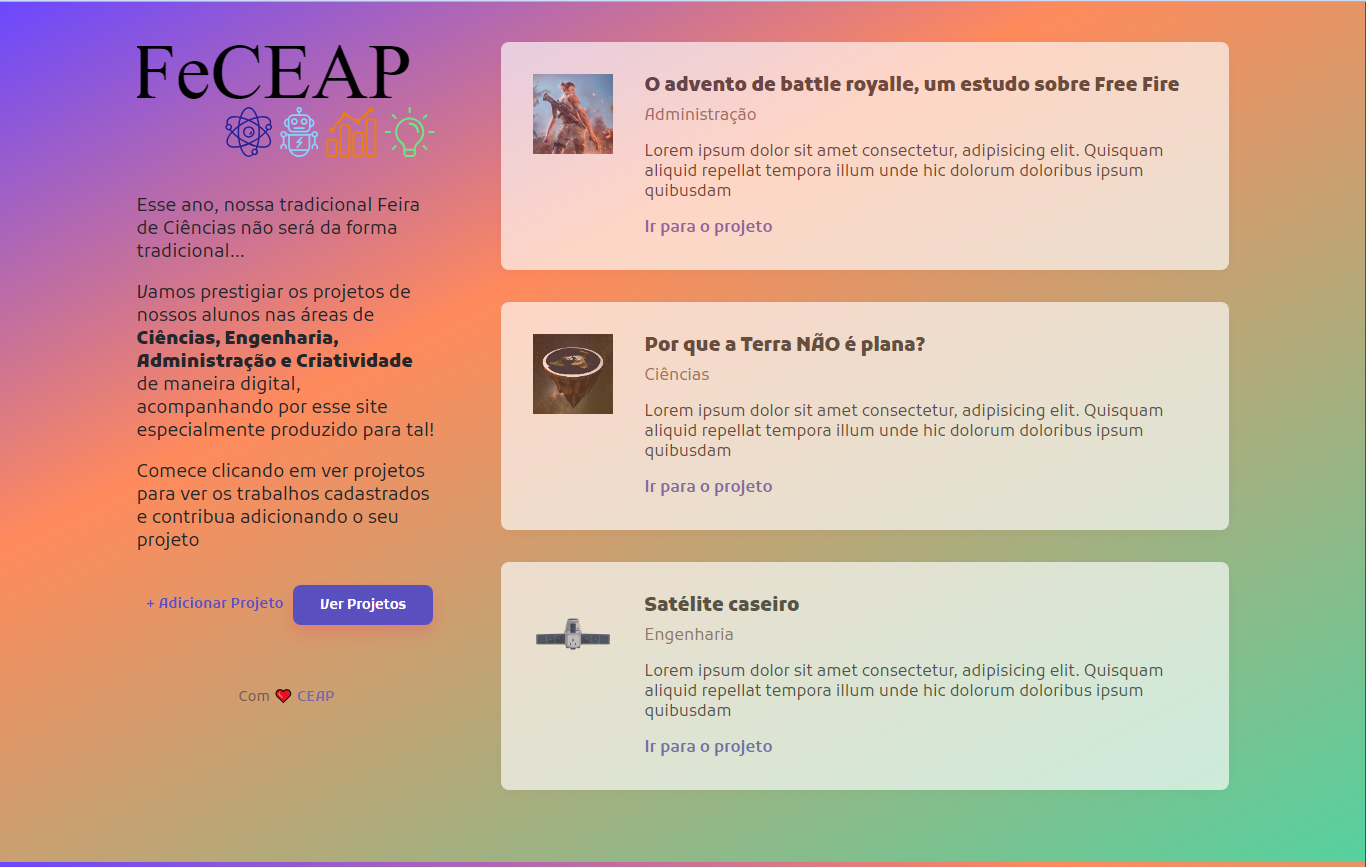 FeCEAP
Esse ano, nossa tradicional Feira
de Ciências não será da forma
tradicional...
Vamos prestigiar os projetos de
nossos alunos nas áreas de
Ciências, Engenharia,
Administração e Criatividade
de maneira digital,
acompanhando por esse site
especialmente produzido para tal!
Comece clicando em ver projetos
para ver os trabalhos cadastrados
e contribua adicionando o seu
projeto
+ Adicionar Projeto
Ver Projetos
Com ❤ CEAP
O advento de battle royalle, um estudo sobre Free Fire
Administração
Lorem ipsum dolor sit amet consectetur, adipisicing elit. Quisquam
aliquid repellat tempora illum unde hic dolorum doloribus ipsum
quibusdam
Ir para o projeto
Por que a Terra NÃO é plana?
Ciências
Lorem ipsum dolor sit amet consectetur, adipisicing elit. Quisquam
aliquid repellat tempora illum unde hic dolorum doloribus ipsum
quibusdam
Ir para o projeto
Satélite caseiro
Engenharia
Lorem ipsum dolor sit amet consectetur, adipisicing elit. Quisquam
aliquid repellat tempora illum unde hic dolorum doloribus ipsum
quibusdam
Ir para o projeto